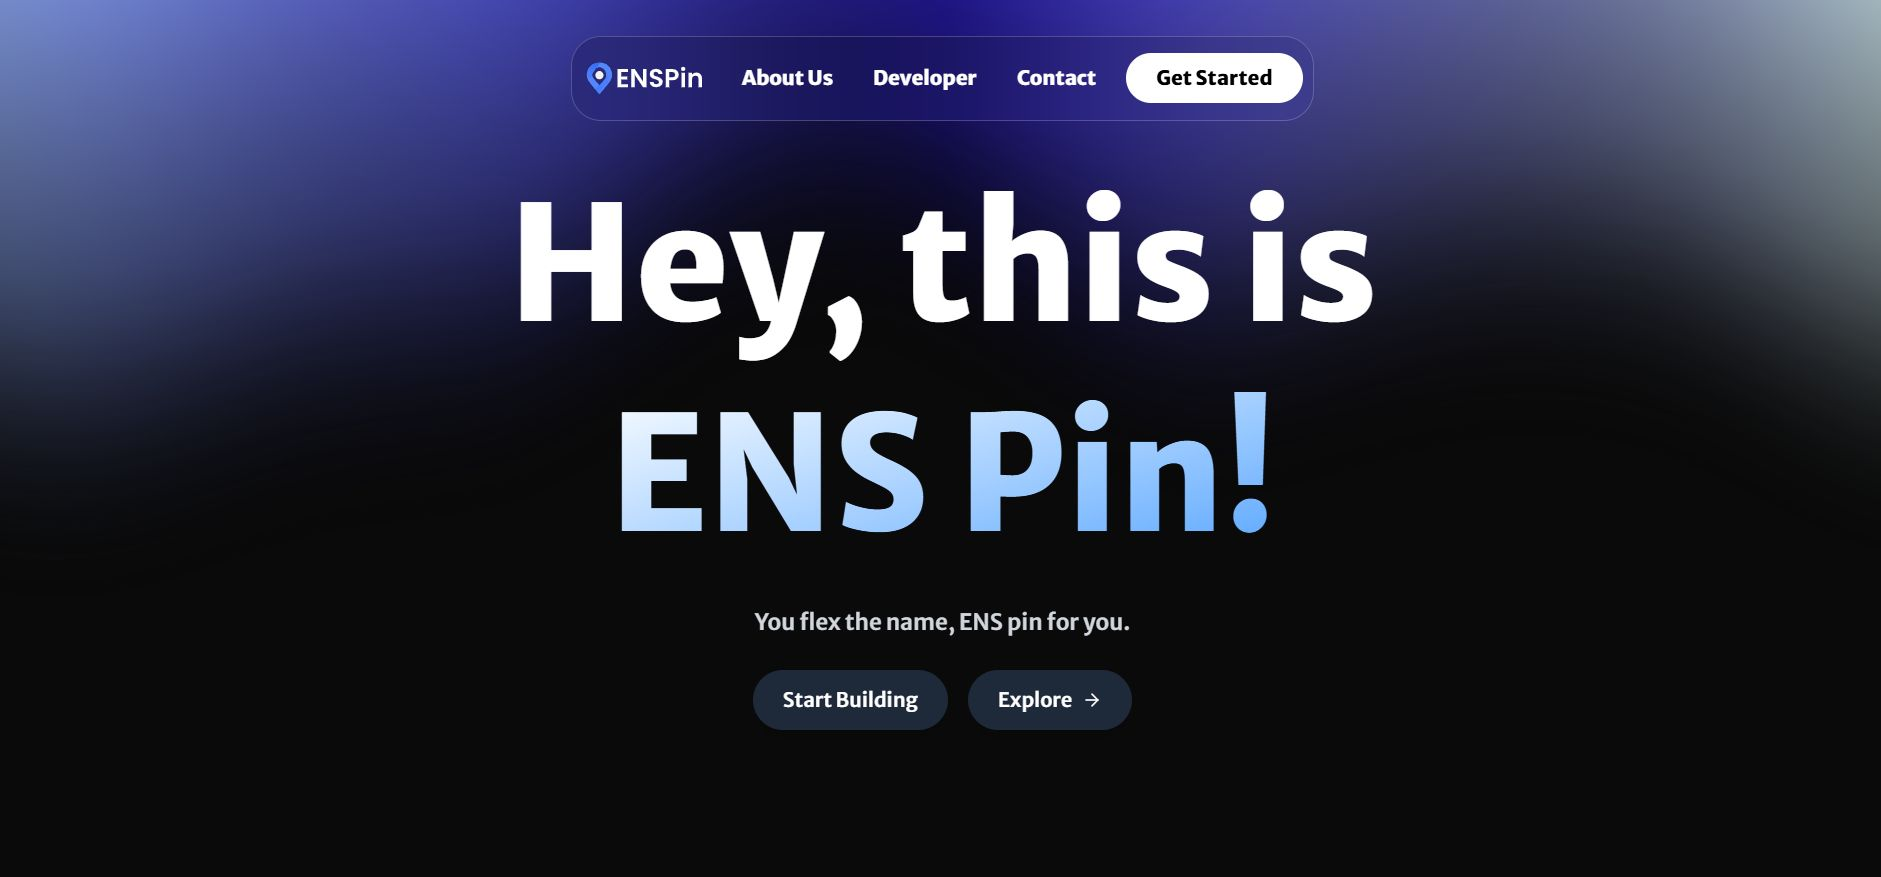 ENSPin About Us Developer Contact Get Started
Hey, this is
ENS Pin!
You flex the name, ENS pin for you.
Start Building Explore →